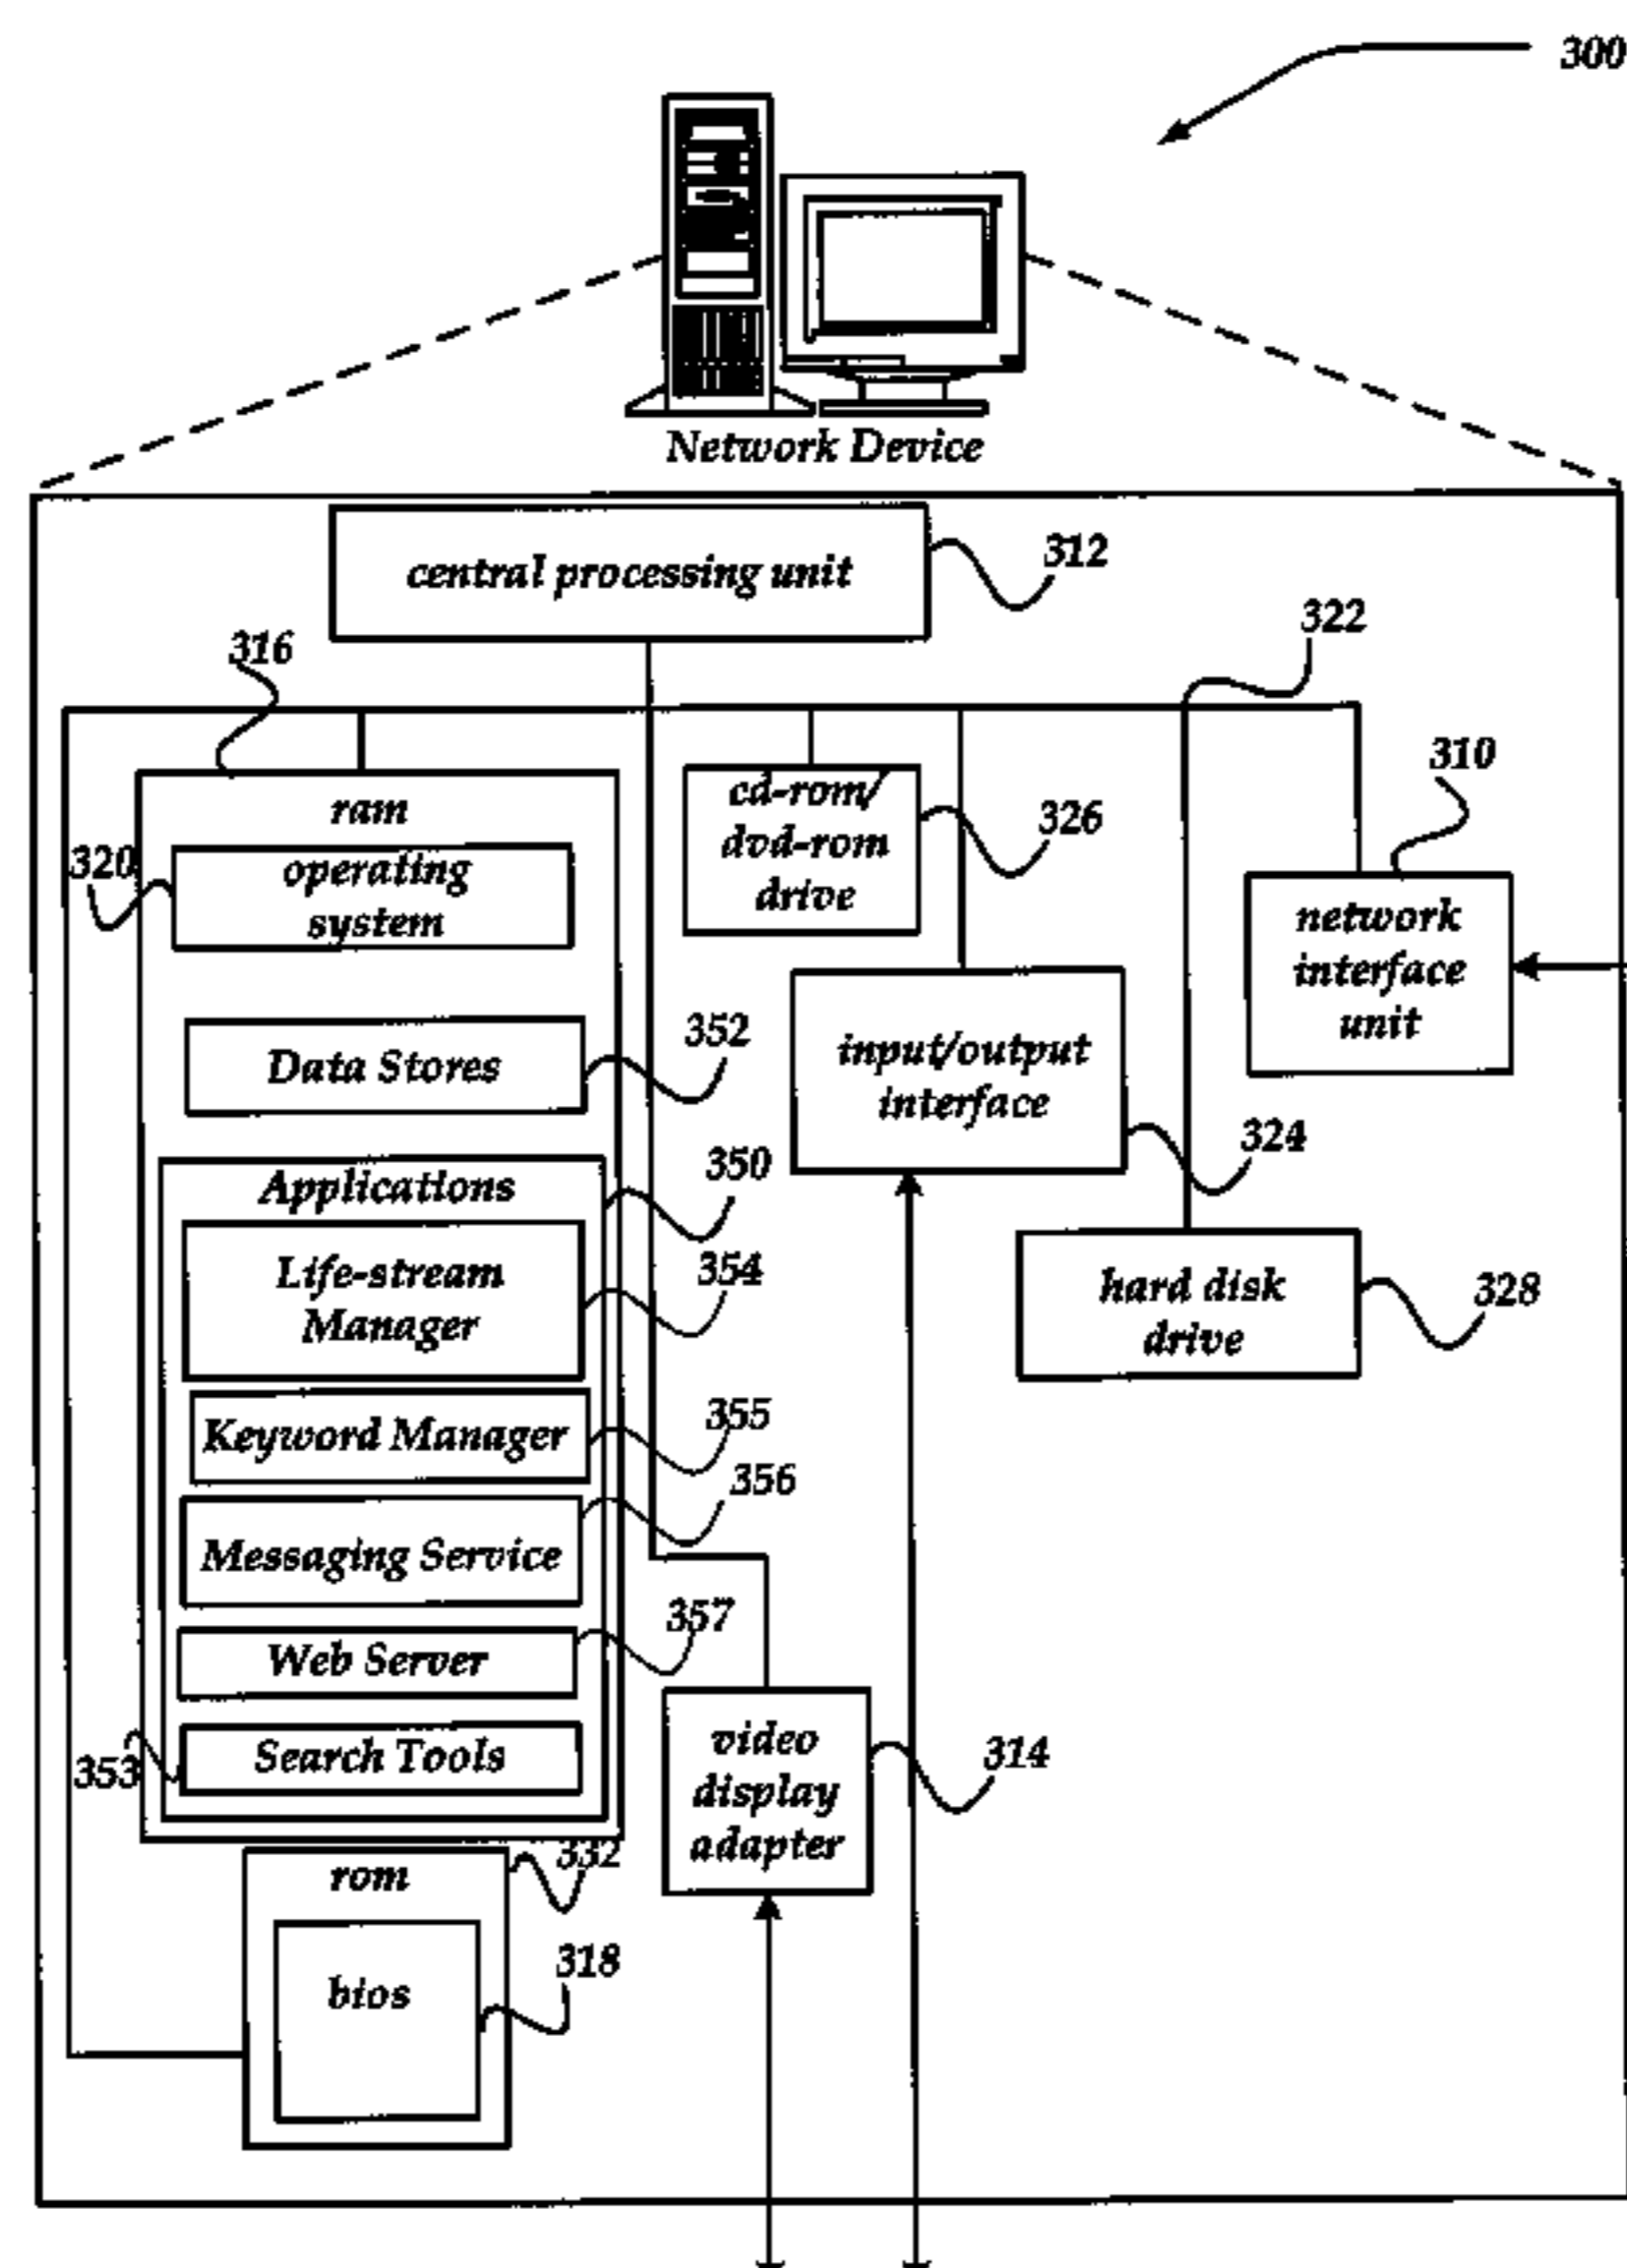 300
Network Device
central processing unit
312
322
316
310
ram
cd-rom/
dvd-rom
drive
326
320
operating
system
network
interface
unit
352
Data Stores
input/output
interface
324
350
Applications
354
Life-stream
Manager
hard disk
drive
328
355
Keyword Manager
356
Messaging Service
357
Web Server
353
Search Tools
video
display
adapter
314
332
rom
318
bios